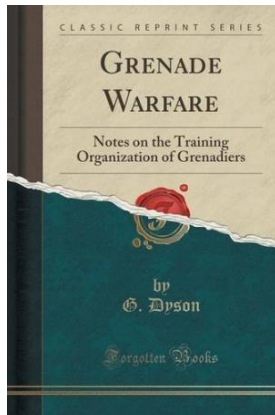 CLASSIC REPRINT SERIES
GRENADE
WARFARE
Notes on the Training
Organization of Grenadiers
by
G. Dyson
Forgotten Books